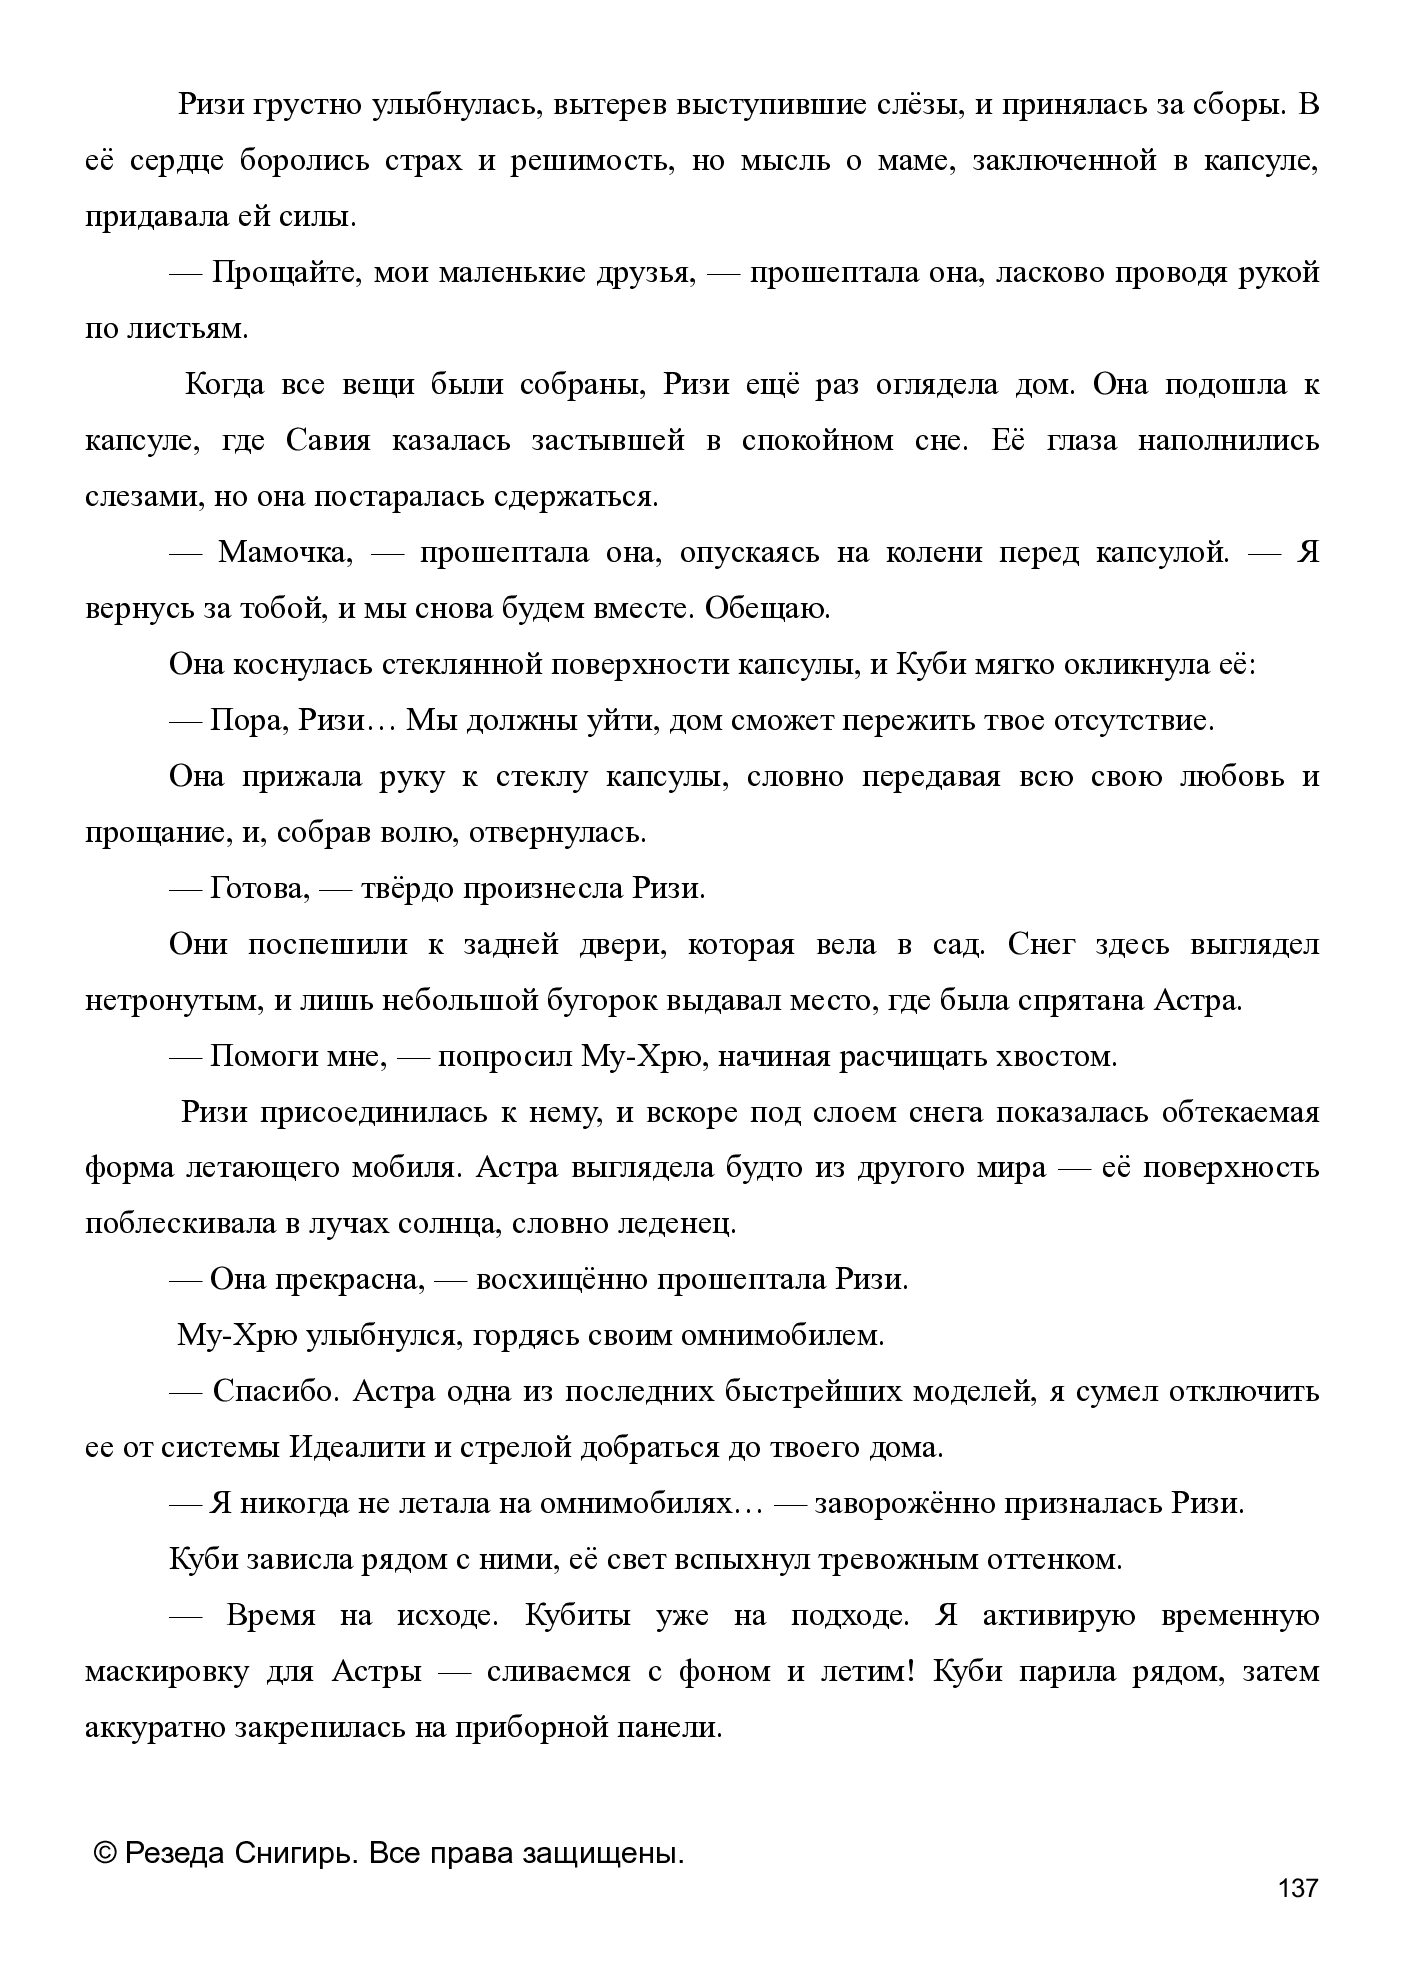 Ризи грустно улыбнулась, вытерев выступившие слёзы, и принялась за сборы. В
её сердце боролись страх и решимость, но мысль о маме, заключенной в капсуле,
придавала ей силы.
— Прощайте, мои маленькие друзья, — прошептала она, ласково проводя рукой
по листьям.
Когда все вещи были собраны, Ризи ещё раз оглядела дом. Она подошла к
капсуле, где Савия казалась застывшей в спокойном сне. Её глаза наполнились
слезами, но она постаралась сдержаться.
— Мамочка, — прошептала она, опускаясь на колени перед капсулой. — Я
вернусь за тобой, и мы снова будем вместе. Обещаю.
Она коснулась стеклянной поверхности капсулы, и Куби мягко окликнула её:
— Пора, Ризи… Мы должны уйти, дом сможет пережить твое отсутствие.
Она прижала руку к стеклу капсулы, словно передавая всю свою любовь и
прощание, и, собрав волю, отвернулась.
— Готова, — твёрдо произнесла Ризи.
Они поспешили к задней двери, которая вела в сад. Снег здесь выглядел
нетронутым, и лишь небольшой бугорок выдавал место, где была спрятана Астра.
— Помоги мне, — попросил Му-Хрю, начиная расчищать хвостом.
Ризи присоединилась к нему, и вскоре под слоем снега показалась обтекаемая
форма летающего мобиля. Астра выглядела будто из другого мира — её поверхность
поблескивала в лучах солнца, словно леденец.
— Она прекрасна, — восхищённо прошептала Ризи.
Му-Хрю улыбнулся, гордясь своим омнимобилем.
— Спасибо. Астра одна из последних быстрейших моделей, я сумел отключить
ее от системы Идеалити и стрелой добраться до твоего дома.
— Я никогда не летала на омнимобилях… — заворожённо призналась Ризи.
Куби зависла рядом с ними, её свет вспыхнул тревожным оттенком.
— Время на исходе. Кубиты уже на подходе. Я активирую временную
маскировку для Астры — сливаемся с фоном и летим! Куби парила рядом, затем
аккуратно закрепилась на приборной панели.
© Резеда Снигирь. Все права защищены.
137